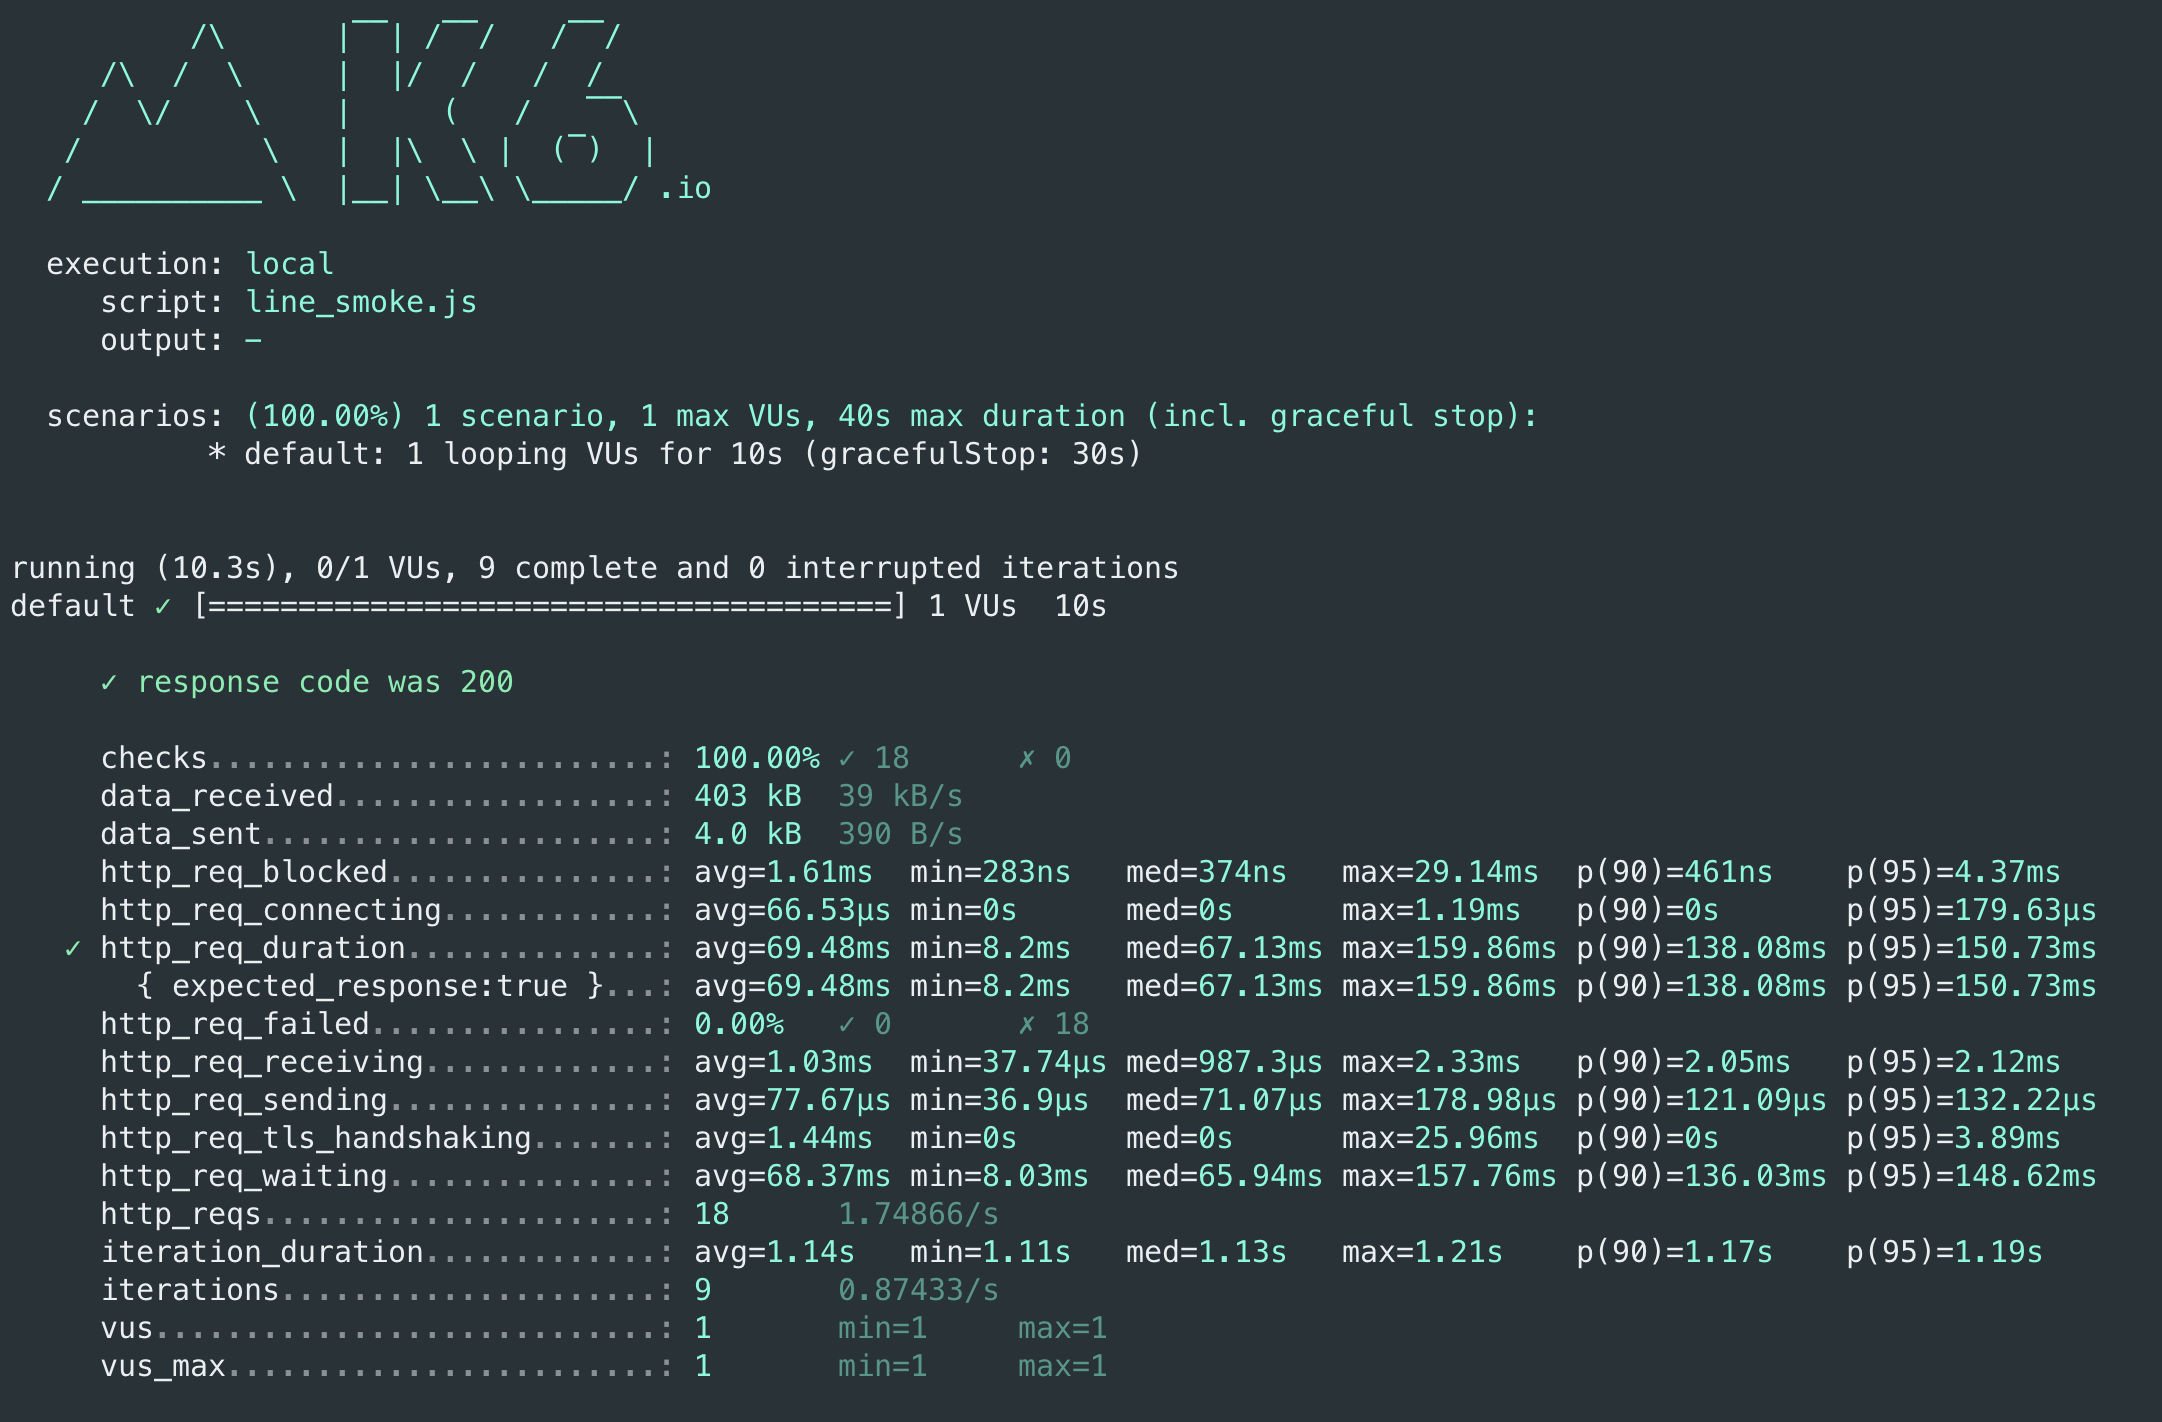 /\      |‾‾| /‾‾/   /‾‾/
     /\  /  \     |  |/  /   /  /
    /  \/    \    |     (   /   ‾‾\
   /          \   |  |\  \ |  (‾)  |
  / __________ \  |__| \__\ \_____/ .io
  execution: local
     script: line_smoke.js
     output: -
  scenarios: (100.00%) 1 scenario, 1 max VUs, 40s max duration (incl. graceful stop):
           * default: 1 looping VUs for 10s (gracefulStop: 30s)
running (10.3s), 0/1 VUs, 9 complete and 0 interrupted iterations
default ✓ [======================================] 1 VUs  10s
     ✓ response code was 200
     checks.........................: 100.00% ✓ 18      ✗ 0
     data_received..................: 403 kB  39 kB/s
     data_sent......................: 4.0 kB  390 B/s
     http_req_blocked...............: avg=1.61ms  min=283ns   med=374ns   max=29.14ms  p(90)=461ns    p(95)=4.37ms
     http_req_connecting............: avg=66.53µs min=0s      med=0s      max=1.19ms   p(90)=0s       p(95)=179.63µs
   ✓ http_req_duration..............: avg=69.48ms min=8.2ms   med=67.13ms max=159.86ms p(90)=138.08ms p(95)=150.73ms
       { expected_response:true }...: avg=69.48ms min=8.2ms   med=67.13ms max=159.86ms p(90)=138.08ms p(95)=150.73ms
     http_req_failed................: 0.00%   ✓ 0       ✗ 18
     http_req_receiving.............: avg=1.03ms  min=37.74µs med=987.3µs max=2.33ms   p(90)=2.05ms   p(95)=2.12ms
     http_req_sending...............: avg=77.67µs min=36.9µs  med=71.07µs max=178.98µs p(90)=121.09µs p(95)=132.22µs
     http_req_tls_handshaking.......: avg=1.44ms  min=0s      med=0s      max=25.96ms  p(90)=0s       p(95)=3.89ms
     http_req_waiting...............: avg=68.37ms min=8.03ms  med=65.94ms max=157.76ms p(90)=136.03ms p(95)=148.62ms
     http_reqs......................: 18      1.74866/s
     iteration_duration.............: avg=1.14s   min=1.11s   med=1.13s   max=1.21s    p(90)=1.17s    p(95)=1.19s
     iterations.....................: 9       0.87433/s
     vus............................: 1       min=1     max=1
     vus_max........................: 1       min=1     max=1